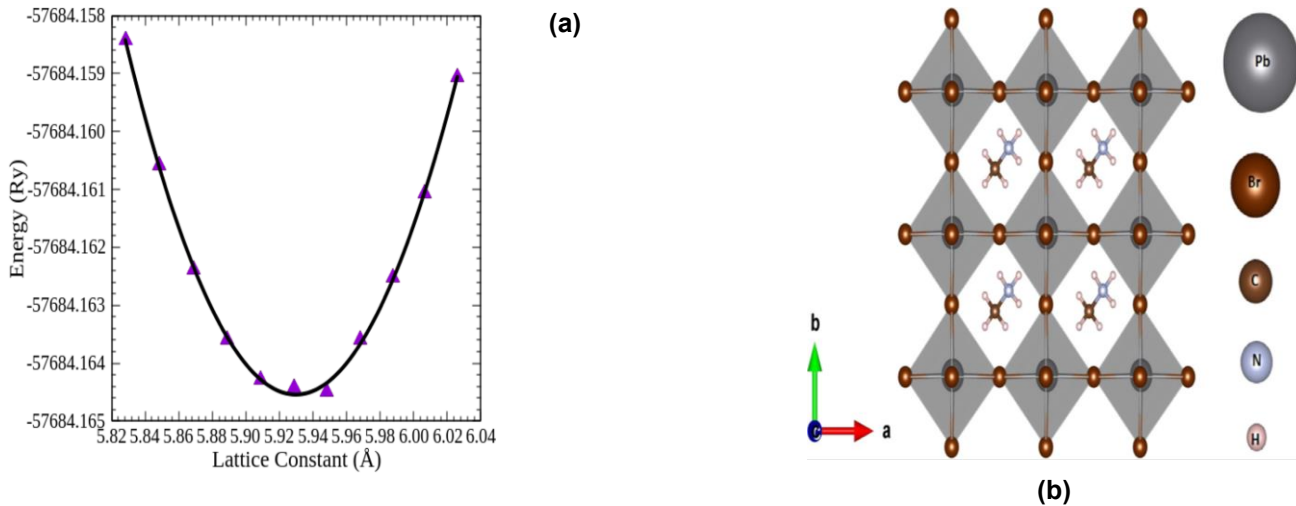 -57684.158
-57684.159
-57684.160
-57684.161
-57684.162
-57684.163
-57684.164
-57684.165
Energy (Ry)
5.82 5.84 5.86 5.88 5.90 5.92 5.94 5.96 5.98 6.00 6.02 6.04
Lattice Constant (Å)
(a)
Pb
Br
C
N
H
b
a
(b)